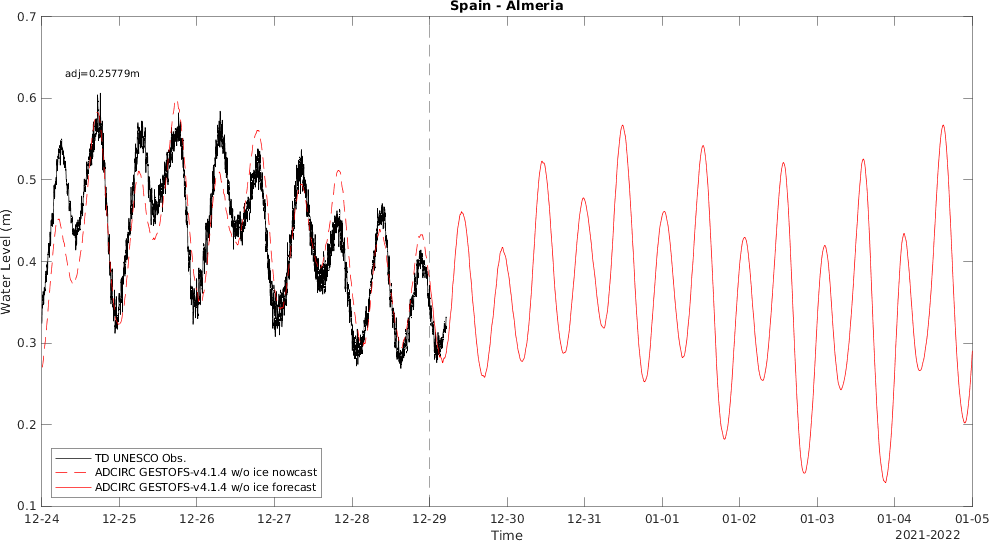 Spain - Almeria
0.7
0.6
0.5
0.4
0.3
0.2
0.1
Water Level (m)
adj=0.25779m
TD UNESCO Obs.
ADCIRC GESTOFS-v4.1.4 w/o ice nowcast
ADCIRC GESTOFS-v4.1.4 w/o ice forecast
12-24 12-25 12-26 12-27 12-28 12-29 12-30 12-31 01-01 01-02 01-03 01-04 01-05
Time
2021-2022